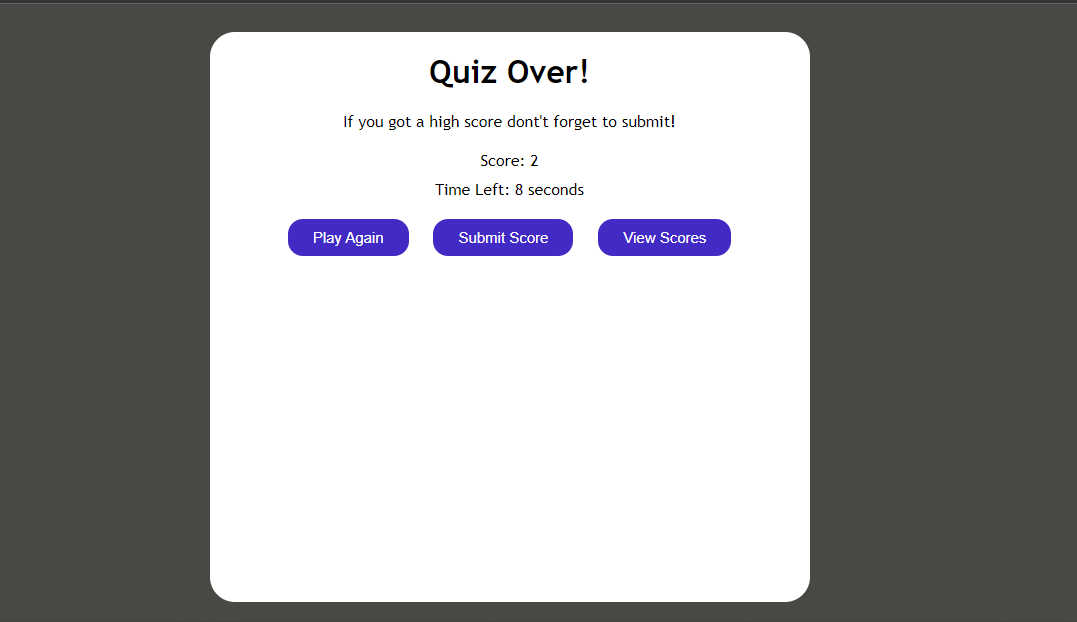 Quiz Over!
If you got a high score dont't forget to submit!
Score: 2
Time Left: 8 seconds
Play Again Submit Score View Scores